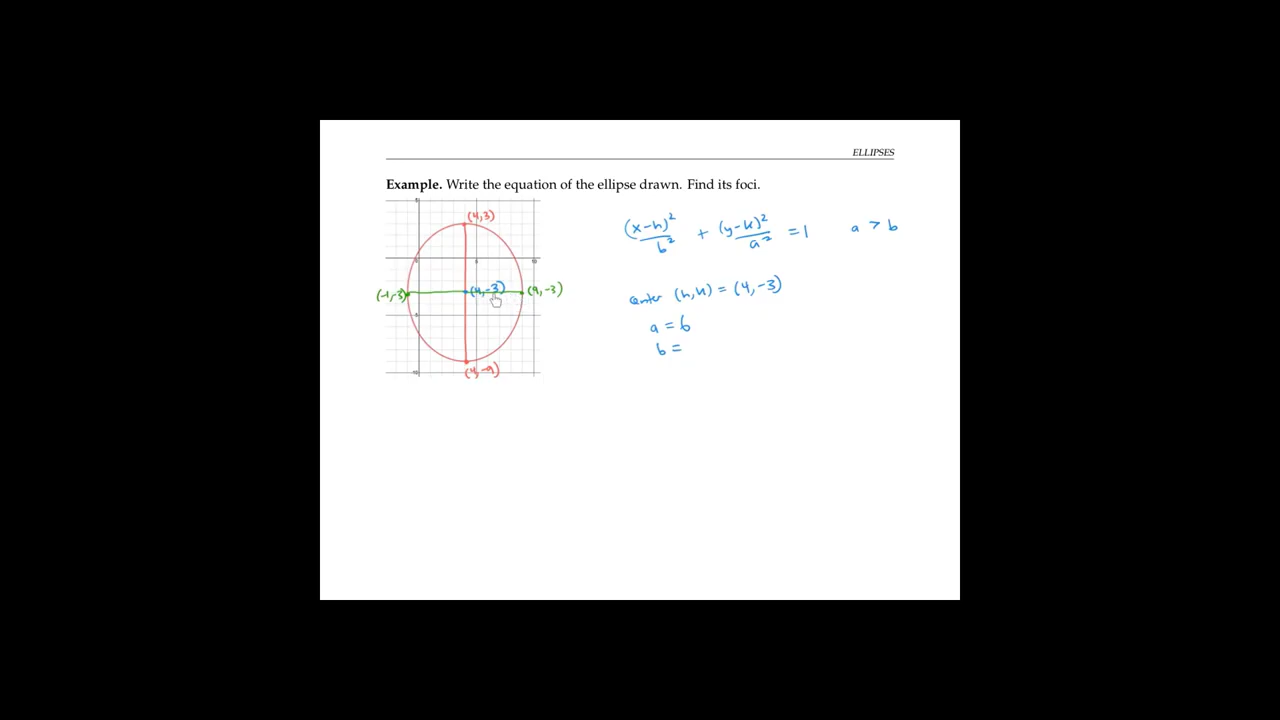 ELLIPSES
Example. Write the equation of the ellipse drawn. Find its foci.
(x-h)²/b² + (y-k)²/a² = 1 a > b
(4,3)
center (h,k) = (4,-3)
(-1,-3) (4,-3) (9,-3)
a = 6
b =
(4,-9)